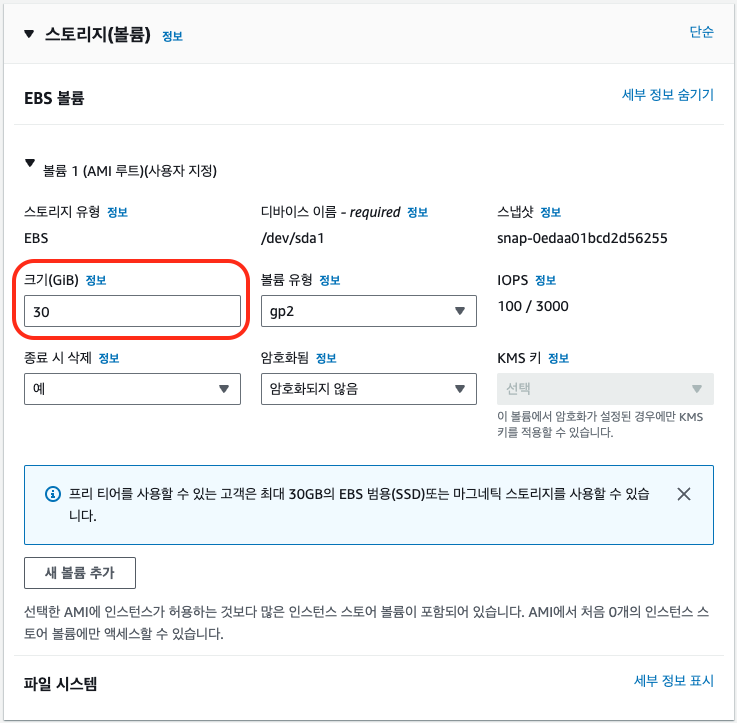 스토리지(볼륨) 정보 단순
EBS 볼륨 세부 정보 숨기기
볼륨 1 (AMI 루트)(사용자 지정)
스토리지 유형 정보 디바이스 이름 - required 정보 스냅샷 정보
EBS /dev/sda1 snap-0edaa01bcd2d56255
크기(GiB) 정보 볼륨 유형 정보 IOPS 정보
30 gp2 100 / 3000
종료 시 삭제 정보 암호화됨 정보 KMS 키 정보
예 암호화되지 않음 선택
이 볼륨에서 암호화가 설정된 경우에만 KMS
키를 적용할 수 있습니다.
프리 티어를 사용할 수 있는 고객은 최대 30GB의 EBS 범용(SSD)또는 마그네틱 스토리지를 사용할 수 있습
니다.
새 볼륨 추가
선택한 AMI에 인스턴스가 허용하는 것보다 많은 인스턴스 스토어 볼륨이 포함되어 있습니다. AMI에서 처음 0개의 인스턴스 스
토어 볼륨에만 액세스할 수 있습니다.
파일 시스템 세부 정보 표시